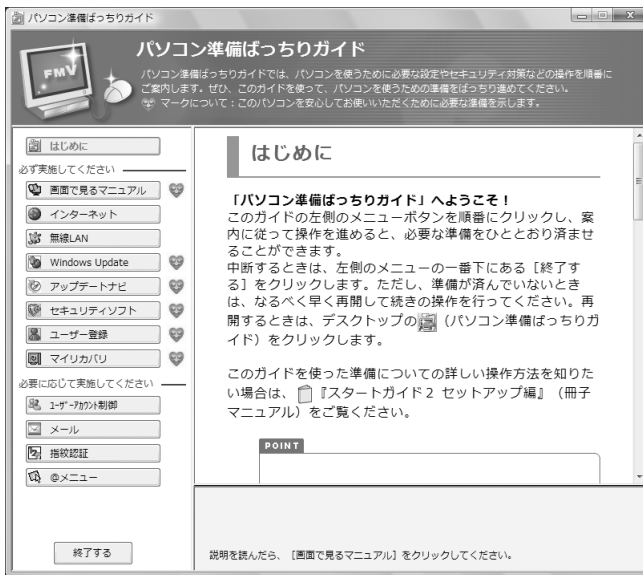 パソコン準備ばっちりガイド
FMV
パソコン準備ばっちりガイド
パソコン準備ばっちりガイドでは、パソコンを使うために必要な設定やセキュリティ対策などの操作を順番に
ご案内します。ぜひ、このガイドを使って、パソコンを使うための準備をばっちり進めてください。
マークについて：このパソコンを安心してお使いいただくために必要な準備を示します。
はじめに
必ず実施してください
画面で見るマニュアル
インターネット
無線LAN
Windows Update
アップデートナビ
セキュリティソフト
ユーザー登録
マイリカバリ
必要に応じて実施してください
ユーザーアカウント制御
メール
指紋認証
@メニュー
終了する
はじめに
「パソコン準備ばっちりガイド」へようこそ！
このガイドの左側のメニューボタンを順番にクリックし、案
内に従って操作を進めると、必要な準備をひととおり済ませ
ることができます。
中断するときは、左側のメニューの一番下にある［終了す
る］をクリックします。ただし、準備が済んでいないとき
は、なるべく早く再開して続きの操作を行ってください。再
開するときは、デスクトップの（パソコン準備ばっちりガ
イド）をクリックします。
このガイドを使った準備についての詳しい操作方法を知りた
い場合は、『スタートガイド２ セットアップ編』（冊子
マニュアル）をご覧ください。
POINT
説明を読んだら、［画面で見るマニュアル］をクリックしてください。